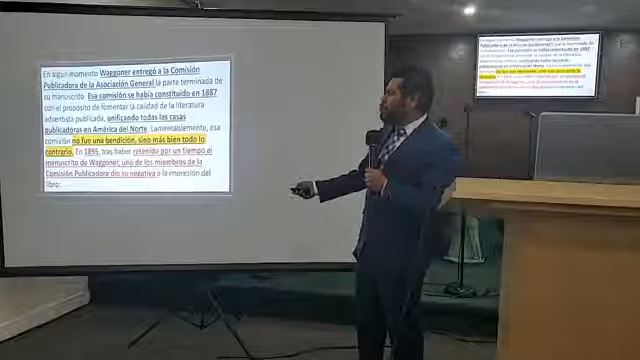 En algún momento Waggoner entregó a la Comisión
Publicadora de la Asociación General la parte terminada de
su manuscrito. Esa comisión se había constituido en 1887
con el propósito de fomentar la calidad de la literatura
adventista publicada, unificando todas las casas
publicadoras en América del Norte. Lamentablemente, esa
comisión no fue una bendición, sino más bien todo lo
contrario. En 1895, tras haber retenido por un tiempo el
manuscrito de Waggoner, uno de los miembros de la
Comisión Publicadora dio su negativa a la impresión del
libro: